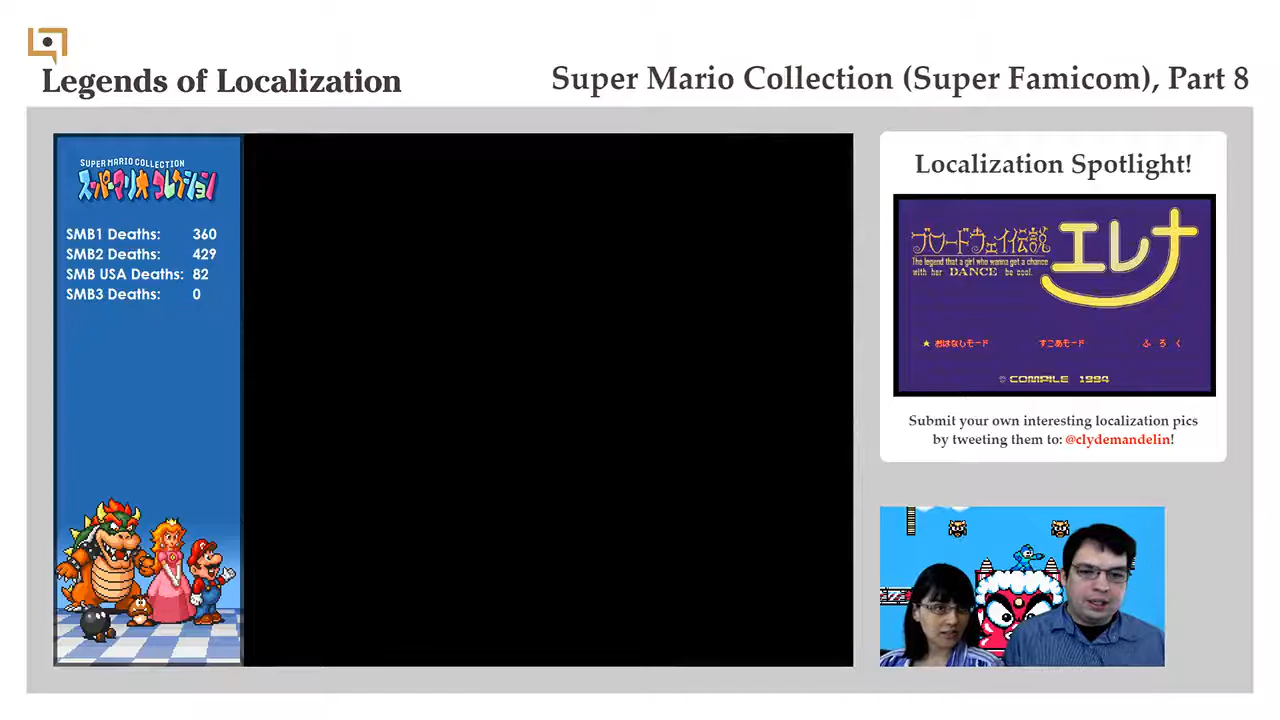 Legends of Localization
Super Mario Collection (Super Famicom), Part 8
SUPER MARIO COLLECTION
スーパーマリオコレクション
SMB1 Deaths: 360
SMB2 Deaths: 429
SMB USA Deaths: 82
SMB3 Deaths: 0
Localization Spotlight!
ブロードウェイ伝説エレナ
The legend that a girl who wanna get a chance
with her DANCE be cool.
★ おはなしモード すこあモード ふろく
© COMPILE 1994
Submit your own interesting localization pics
by tweeting them to: @clydemandelin!